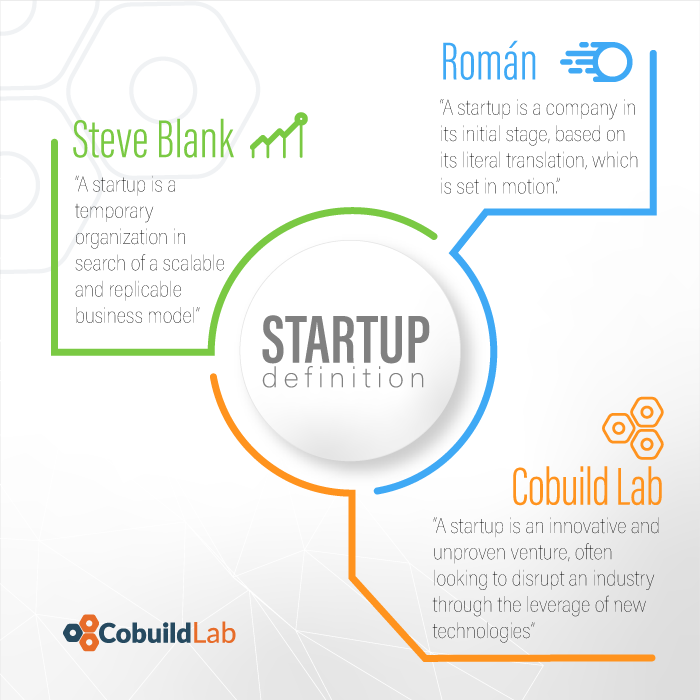 Steve Blank
"A startup is a
temporary
organization in
search of a scalable
and replicable
business model"
Román
"A startup is a company in
its initial stage, based on
its literal translation, which
is set in motion."
STARTUP
definition
Cobuild Lab
"A startup is an innovative and
unproven venture, often
looking to disrupt an industry
through the leverage of new
technologies"
CobuildLab